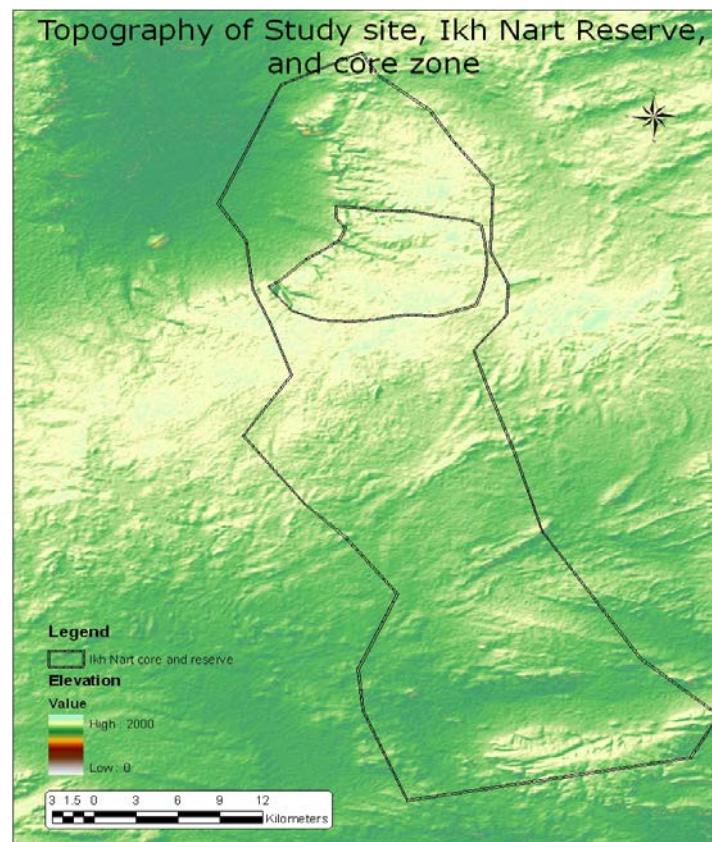 Topography of Study site, Ikh Nart Reserve,
and core zone
Legend
Ikh Nart core and reserve
Elevation
Value
High : 2000
Low : 0
3 1.5 0 3 6 9 12
Kilometers